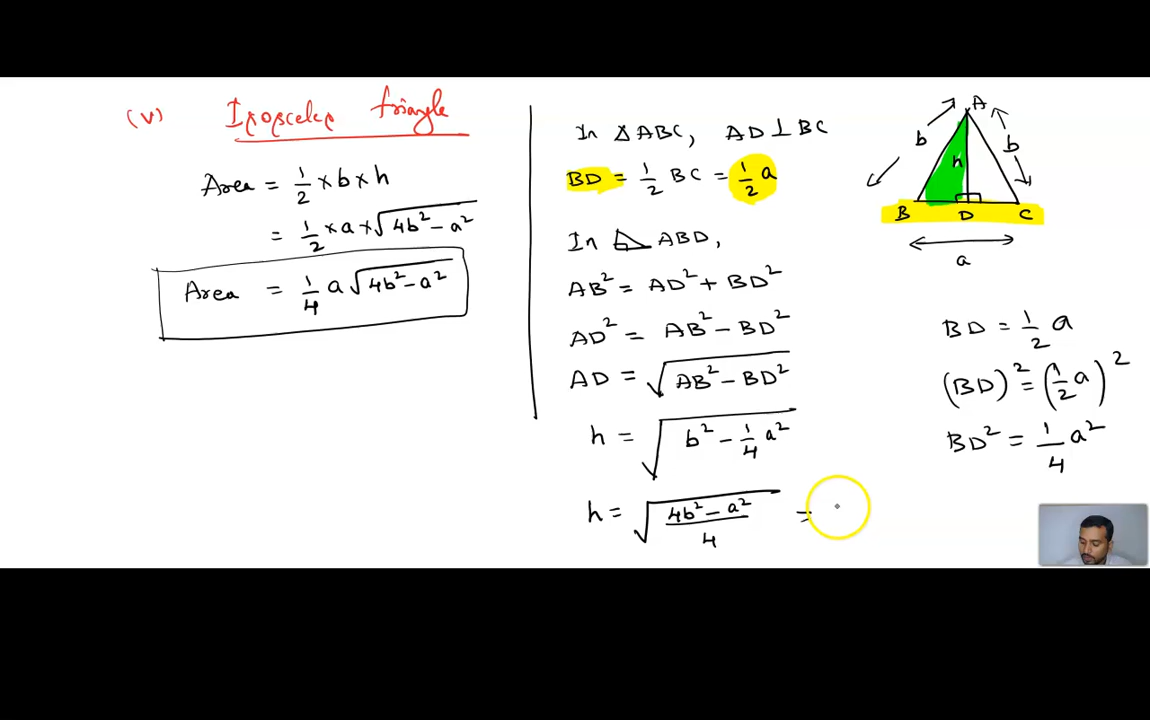 (v) Isosceles triangle
Area = 1/2 × b × h
= 1/2 × a × √(4b² − a²)
Area = 1/4 a √(4b² − a²)
In △ABC, AD ⊥ BC
BD = 1/2 BC = 1/2 a
In ◺ABD,
AB² = AD² + BD²
AD² = AB² − BD²
AD = √(AB² − BD²)
h = √(b² − 1/4 a²)
h = √((4b² − a²)/4) =
A
b b
h
B D C
a
BD = 1/2 a
(BD)² = (1/2 a)²
BD² = 1/4 a²